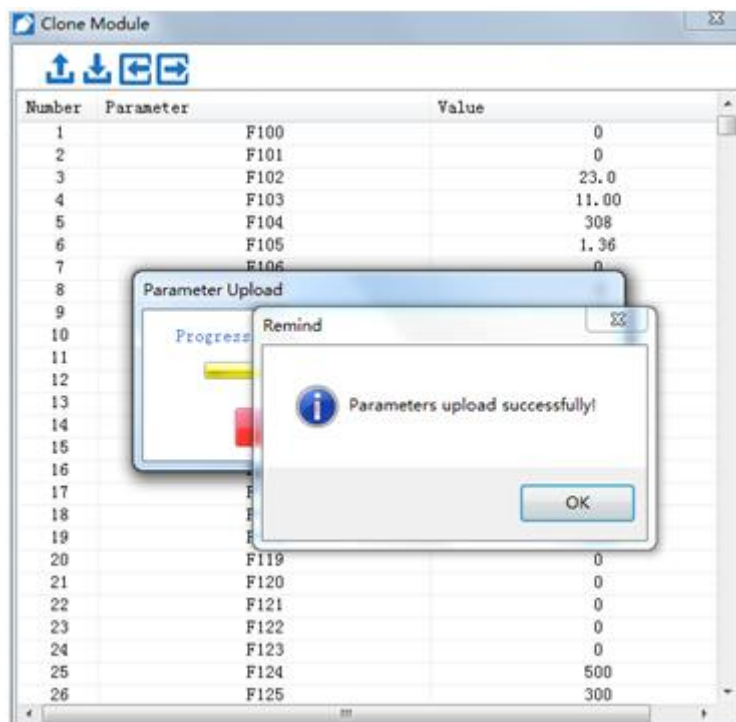 Clone Module
Number Parameter Value
1 F100 0
2 F101 0
3 F102 23.0
4 F103 11.00
5 F104 308
6 F105 1.36
7 F106 0
8 Parameter Upload
9 Remind
10 Progress
11
12 Parameters upload successfully!
13
14
15
16
17 F
18 F OK
19 F
20 F119 0
21 F120 0
22 F121 0
23 F122 0
24 F123 0
25 F124 500
26 F125 300